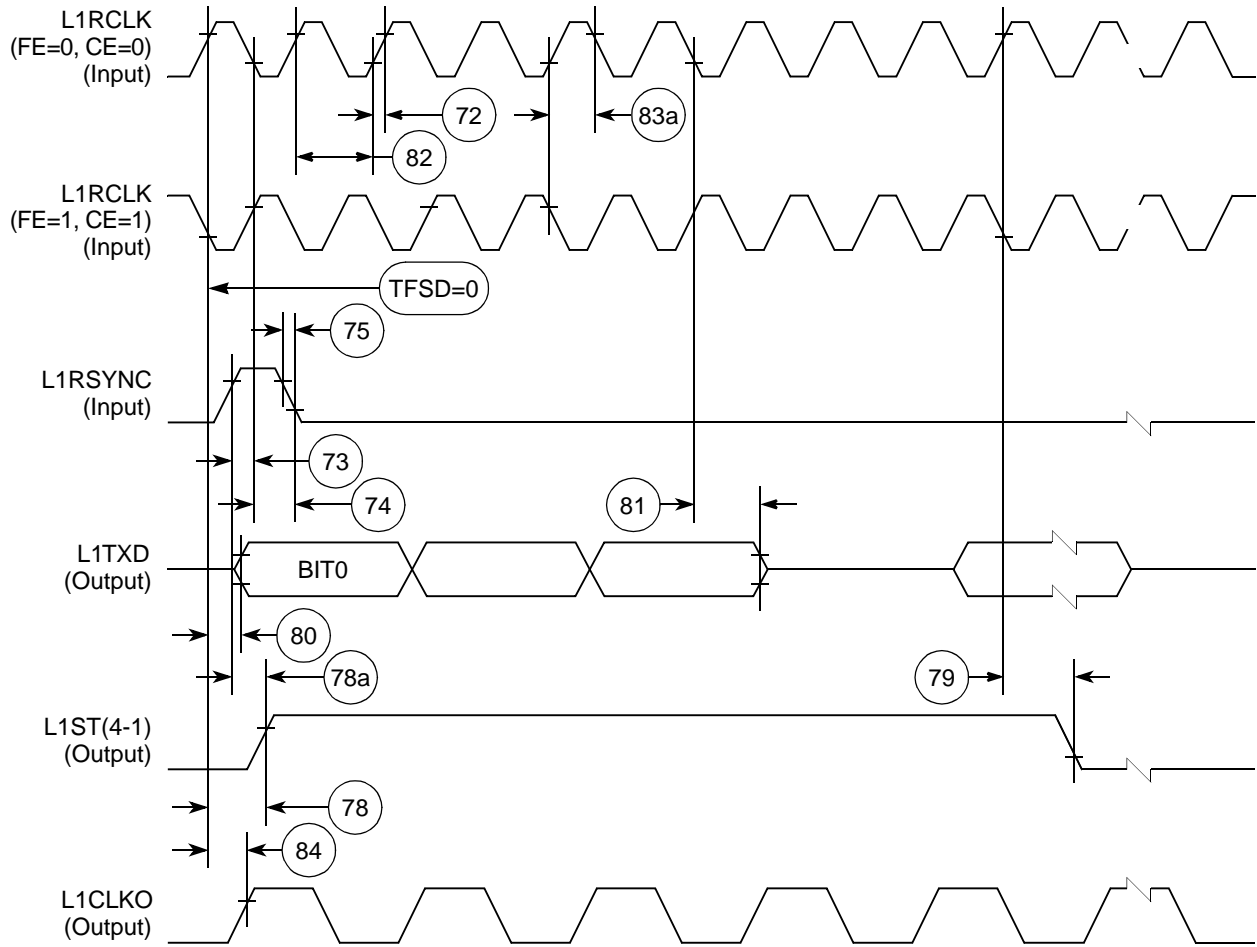 L1RCLK
(FE=0, CE=0)
(Input)
72
83a
82
L1RCLK
(FE=1, CE=1)
(Input)
TFSD=0
75
L1RSYNC
(Input)
73
74
81
L1TXD
(Output)
BIT0
80
78a
79
L1ST(4-1)
(Output)
78
84
L1CLKO
(Output)